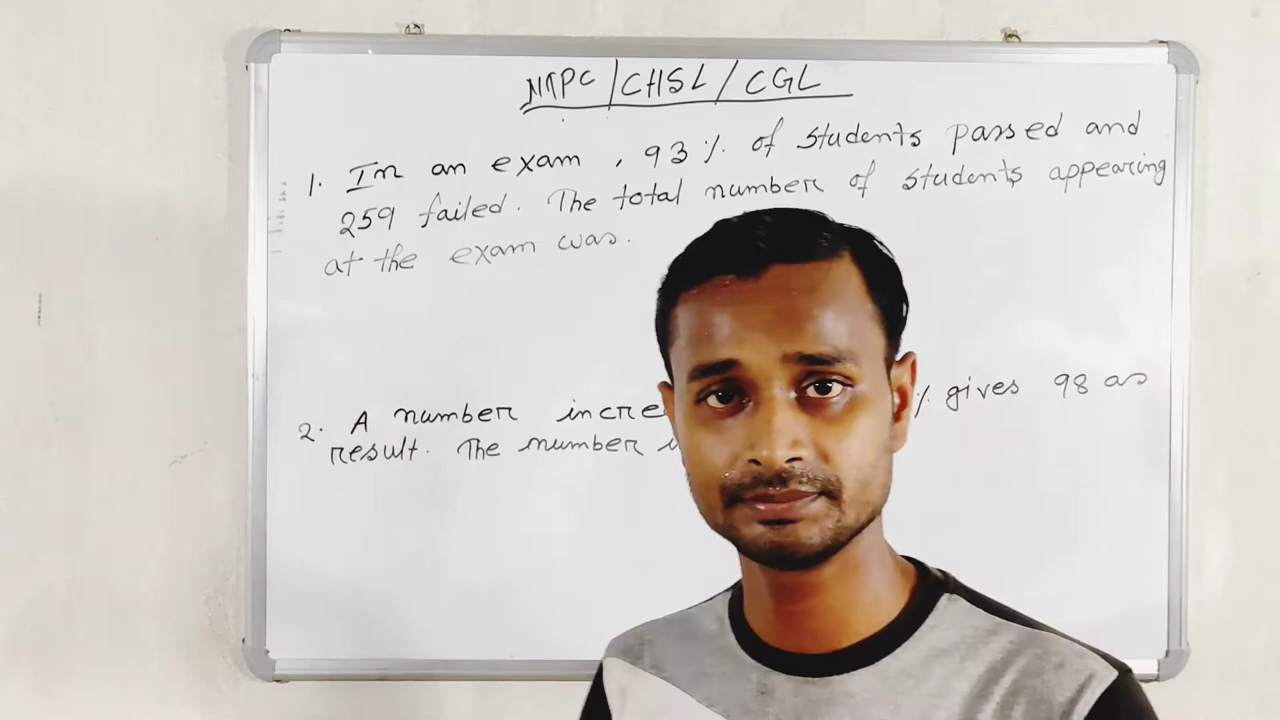 NTPC / CHSL / CGL
1. In an exam, 93% of students passed and
259 failed. The total number of students appearing
at the exam was.
2. A number % gives 98 as
result. The number